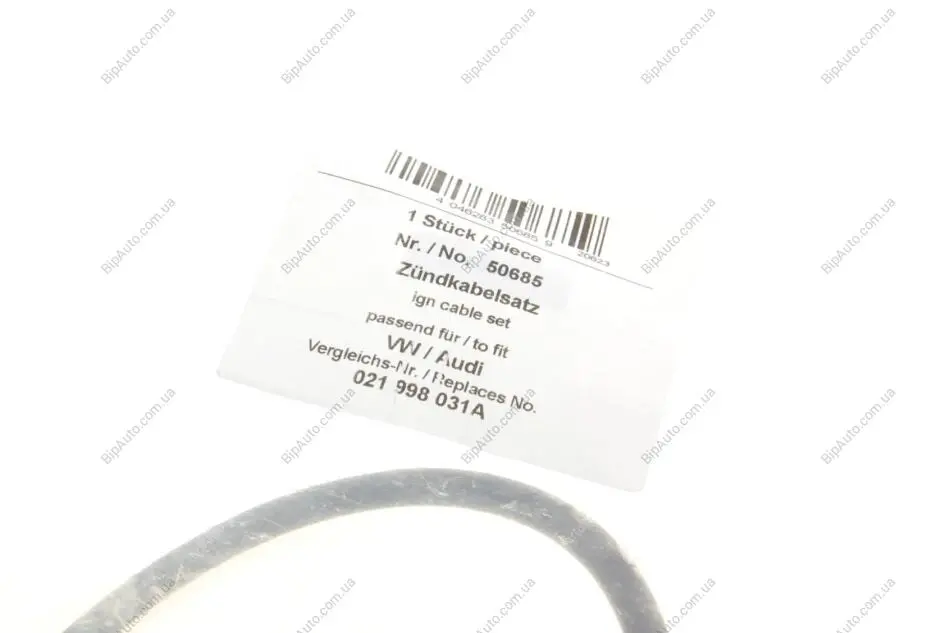 4 046263 50685 9
20623
1 Stück / piece
Nr. / No. 50685
Zündkabelsatz
ign cable set
passend für / to fit
VW / Audi
Vergleichs-Nr. / Replaces No.
021 998 031A
BipAuto.com.ua